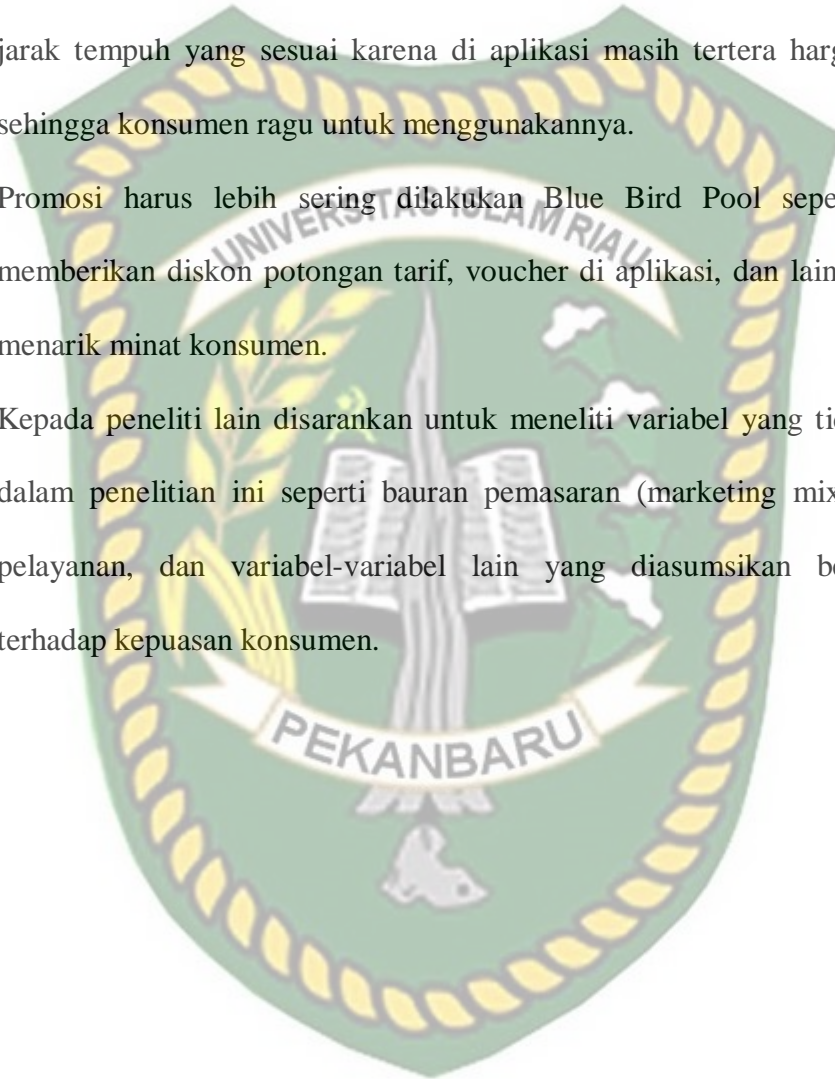 jarak tempuh yang sesuai karena di aplikasi masih tertera harg
sehingga konsumen ragu untuk menggunakannya.
Promosi harus lebih sering dilakukan Blue Bird Pool sepe
UNIVERSITAS ISLAM RIAU
memberikan diskon potongan tarif, voucher di aplikasi, dan lain
menarik minat konsumen.
Kepada peneliti lain disarankan untuk meneliti variabel yang tid
dalam penelitian ini seperti bauran pemasaran (marketing mix
pelayanan, dan variabel-variabel lain yang diasumsikan be
terhadap kepuasan konsumen.
PEKANBARU